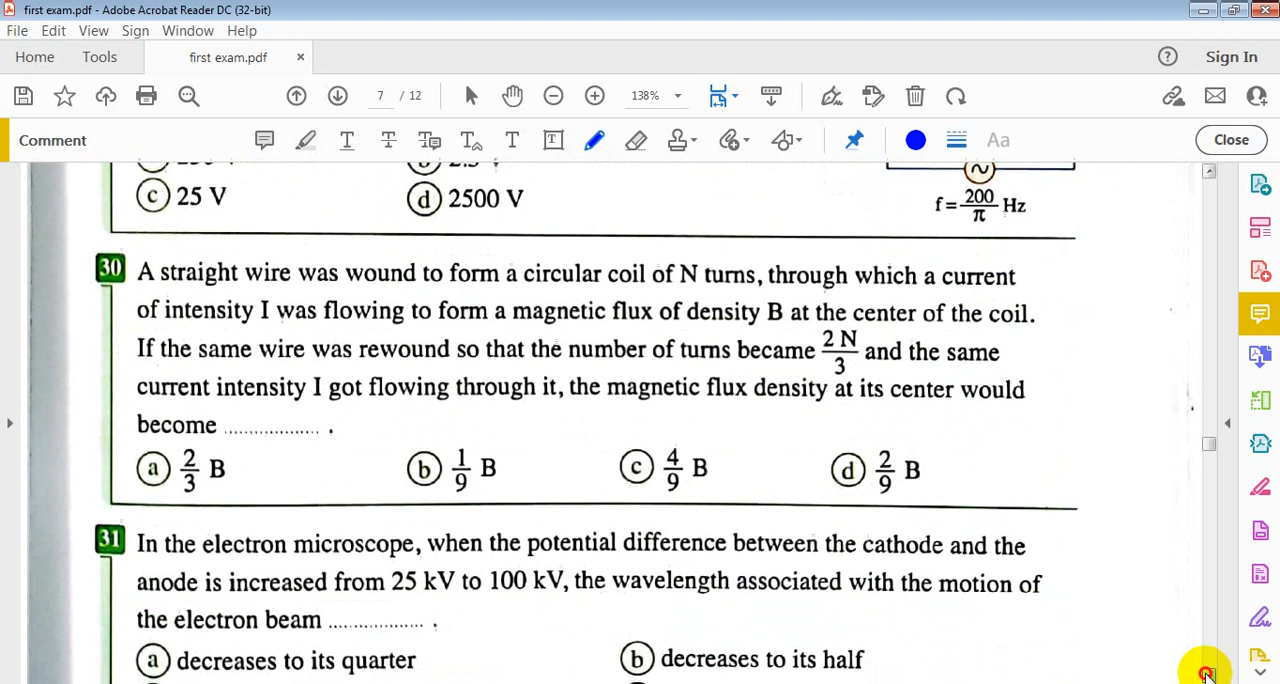 first exam.pdf - Adobe Acrobat Reader DC (32-bit)
File Edit View Sign Window Help
Home Tools first exam.pdf × ? Sign In
7 / 12 138%
Comment T T T T T Aa Close
c 25 V d 2500 V
f = 200/π Hz
30 A straight wire was wound to form a circular coil of N turns, through which a current
of intensity I was flowing to form a magnetic flux of density B at the center of the coil.
If the same wire was rewound so that the number of turns became 2 N/3 and the same
current intensity I got flowing through it, the magnetic flux density at its center would
become .................. .
a 2/3 B b 1/9 B c 4/9 B d 2/9 B
31 In the electron microscope, when the potential difference between the cathode and the
anode is increased from 25 kV to 100 kV, the wavelength associated with the motion of
the electron beam .................. .
a decreases to its quarter b decreases to its half